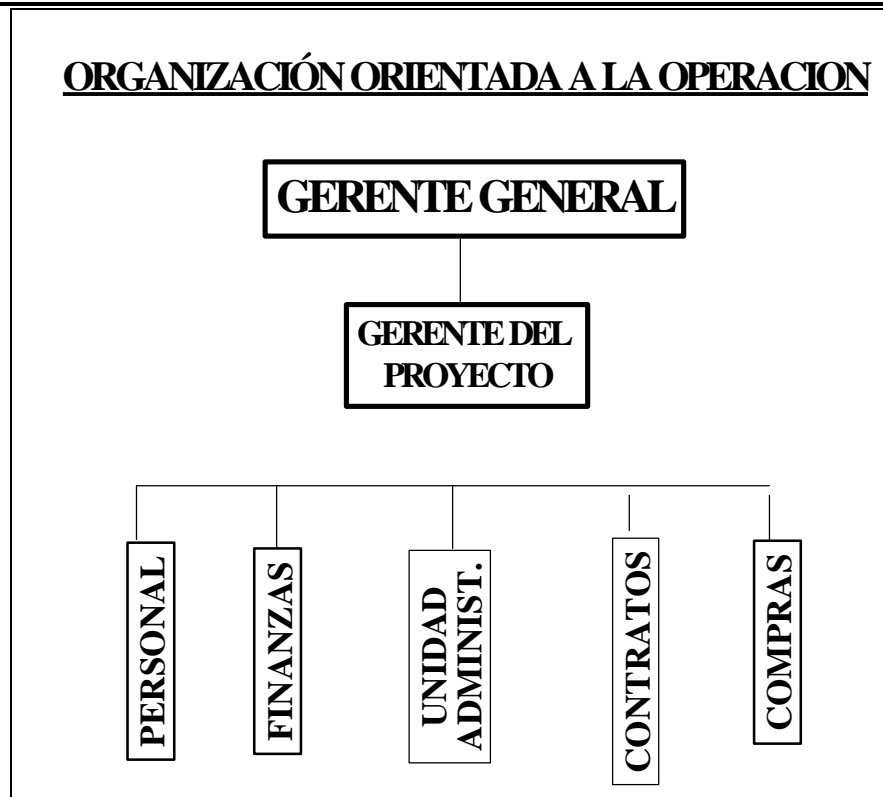 ORGANIZACIÓN ORIENTADA A LA OPERACION
GERENTE GENERAL
GERENTE DEL
PROYECTO
PERSONAL
FINANZAS
UNIDAD
ADMINIST.
CONTRATOS
COMPRAS